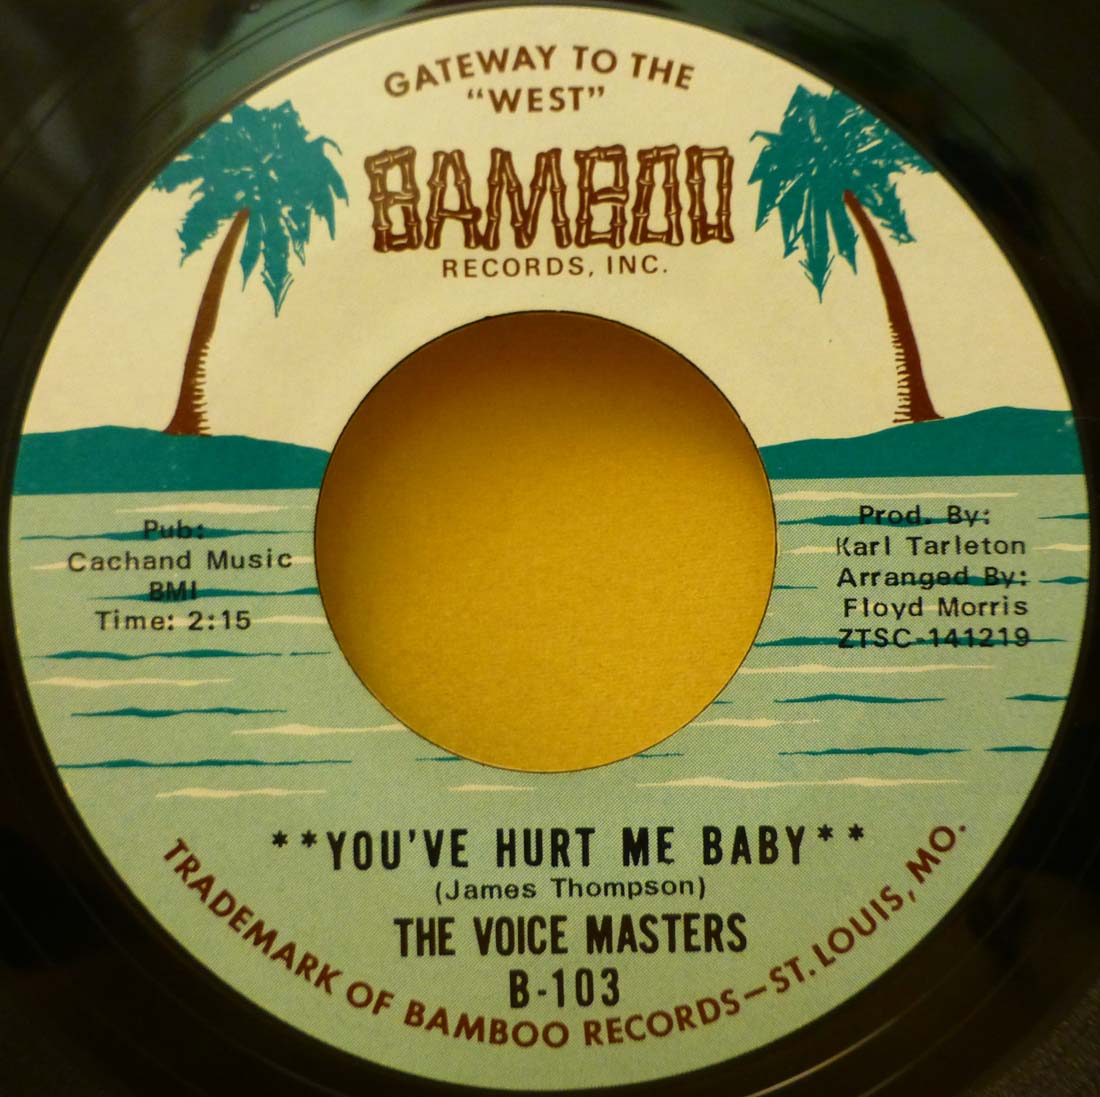 GATEWAY TO THE
"WEST"
BAMBOO
RECORDS, INC.
Pub:
Cachand Music
BMI
Time: 2:15
Prod. By:
Karl Tarleton
Arranged By:
Floyd Morris
ZTSC-141219
**YOU'VE HURT ME BABY**
(James Thompson)
THE VOICE MASTERS
B-103
TRADEMARK OF BAMBOO RECORDS—ST. LOUIS, MO.